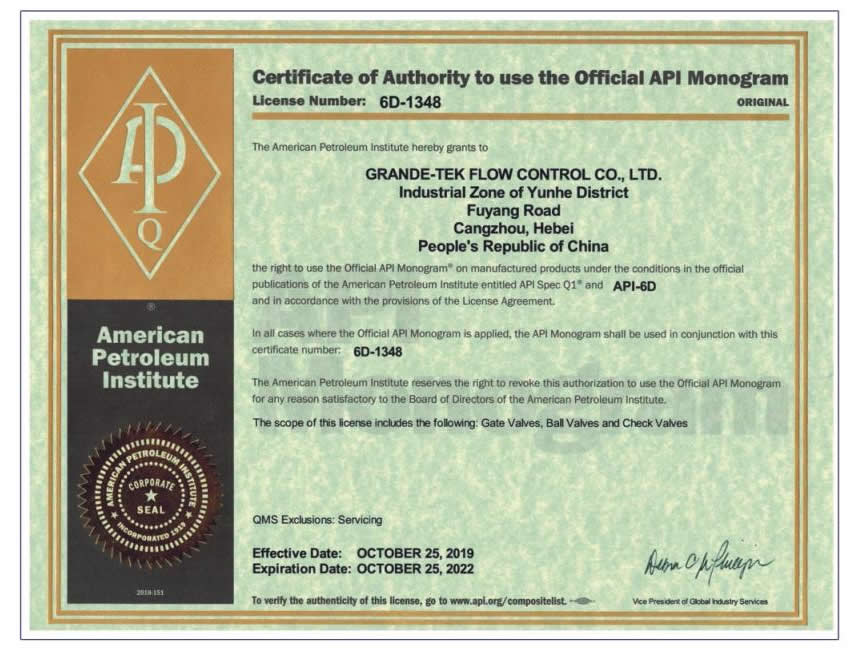 Certificate of Authority to use the Official API Monogram
License Number: 6D-1348
ORIGINAL
The American Petroleum Institute hereby grants to
GRANDE-TEK FLOW CONTROL CO., LTD.
Industrial Zone of Yunhe District
Fuyang Road
Cangzhou, Hebei
People's Republic of China
the right to use the Official API Monogram® on manufactured products under the conditions in the official
publications of the American Petroleum Institute entitled API Spec Q1® and API-6D
and in accordance with the provisions of the License Agreement.
In all cases where the Official API Monogram is applied, the API Monogram shall be used in conjunction with this
certificate number: 6D-1348
The American Petroleum Institute reserves the right to revoke this authorization to use the Official API Monogram
for any reason satisfactory to the Board of Directors of the American Petroleum Institute.
The scope of this license includes the following: Gate Valves, Ball Valves and Check Valves
QMS Exclusions: Servicing
Effective Date: OCTOBER 25, 2019
Expiration Date: OCTOBER 25, 2022
To verify the authenticity of this license, go to www.api.org/compositelist.
Vice President of Global Industry Services
API
Q
®
American
Petroleum
Institute
AMERICAN PETROLEUM INSTITUTE
CORPORATE
SEAL
INCORPORATED 1919
2018-151